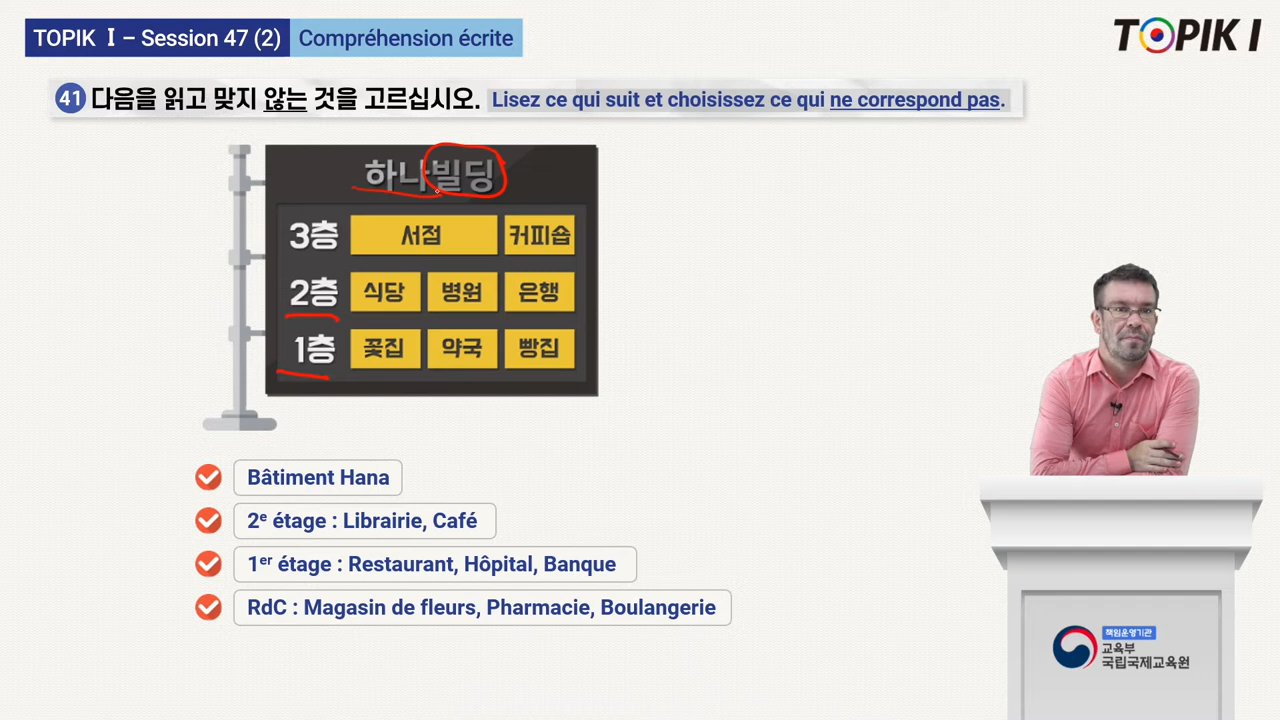 TOPIK I – Session 47 (2) Compréhension écrite
TOPIK I
41 다음을 읽고 맞지 않는 것을 고르십시오. Lisez ce qui suit et choisissez ce qui ne correspond pas.
하나빌딩
3층 서점 커피숍
2층 식당 병원 은행
1층 꽃집 약국 빵집
Bâtiment Hana
2e étage : Librairie, Café
1er étage : Restaurant, Hôpital, Banque
RdC : Magasin de fleurs, Pharmacie, Boulangerie
책임운영기관
교육부
국립국제교육원